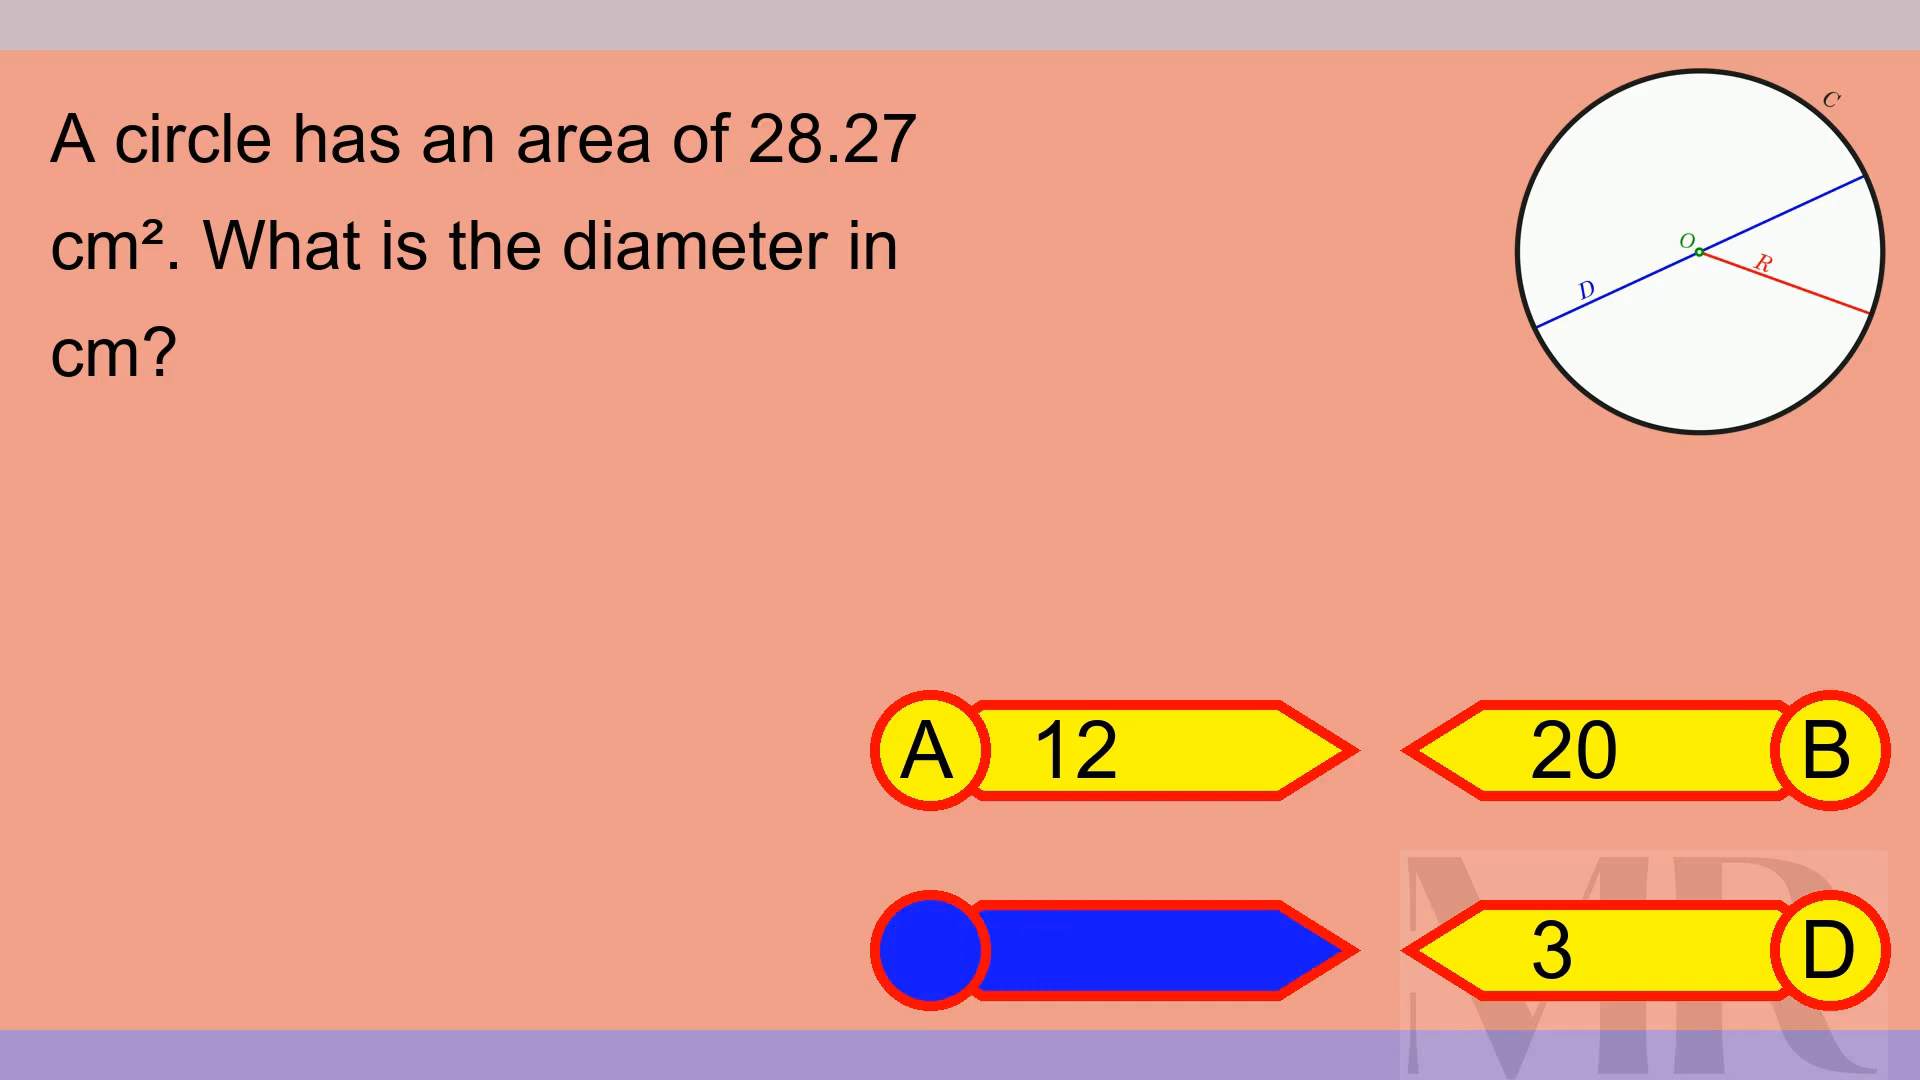 A circle has an area of 28.27
cm². What is the diameter in
cm?
C
O
R
D
A 12
20 B
3 D
MR